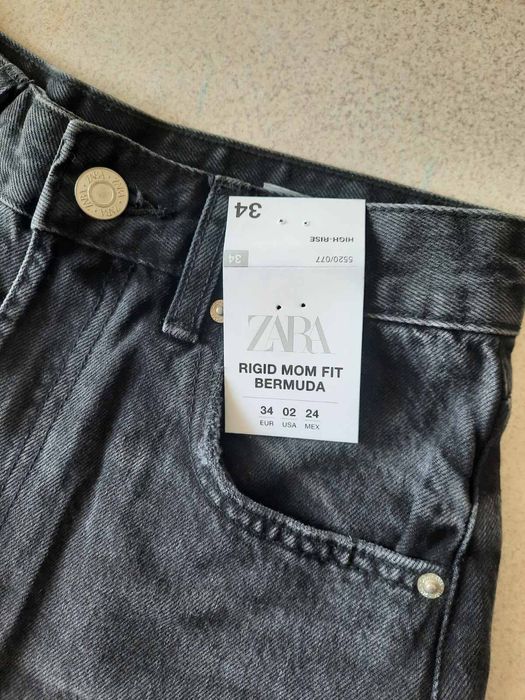 34
HIGH-RISE
5520/077
34
ZARA
RIGID MOM FIT
BERMUDA
34 02 24
EUR USA MEX
ZARA